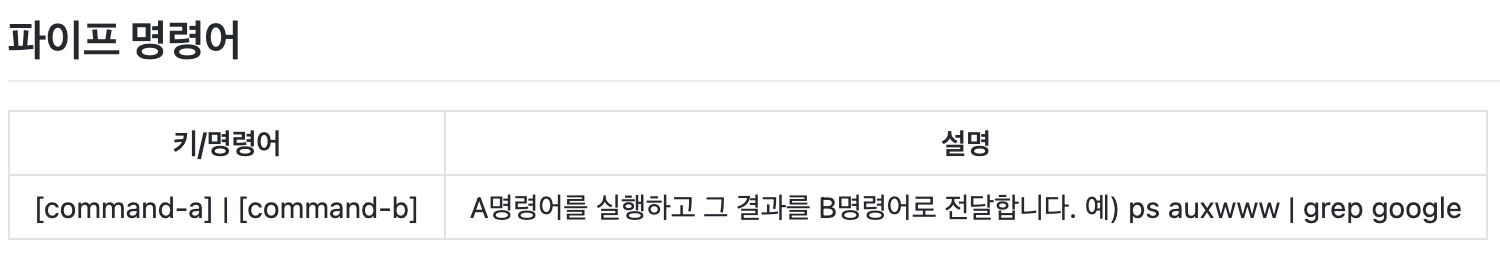 파이프 명령어
키/명령어 설명
[command-a] | [command-b] A명령어를 실행하고 그 결과를 B명령어로 전달합니다. 예) ps auxwww | grep google